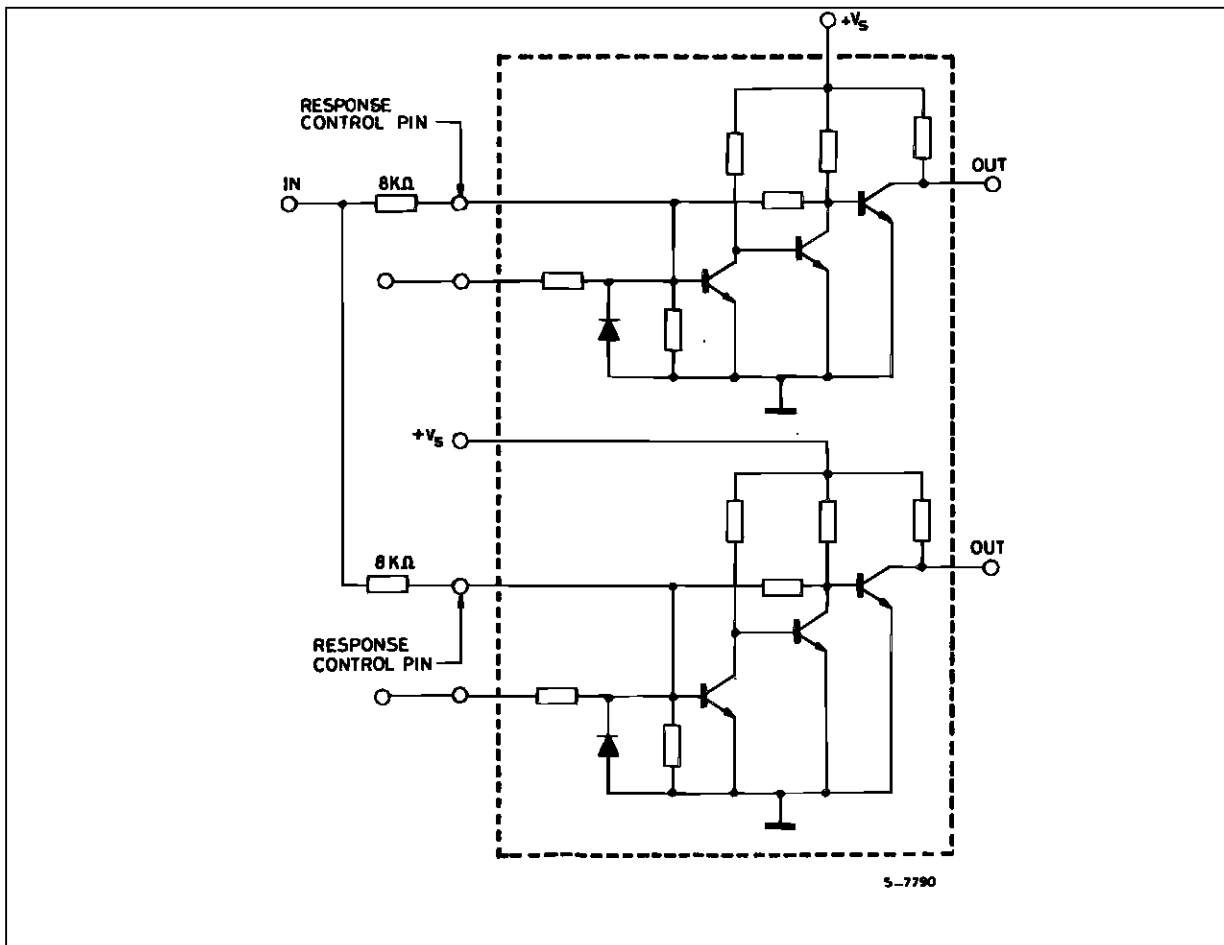 +VS
RESPONSE
CONTROL PIN
IN
8KΩ
OUT
+VS
8KΩ
OUT
RESPONSE
CONTROL PIN
5-7790